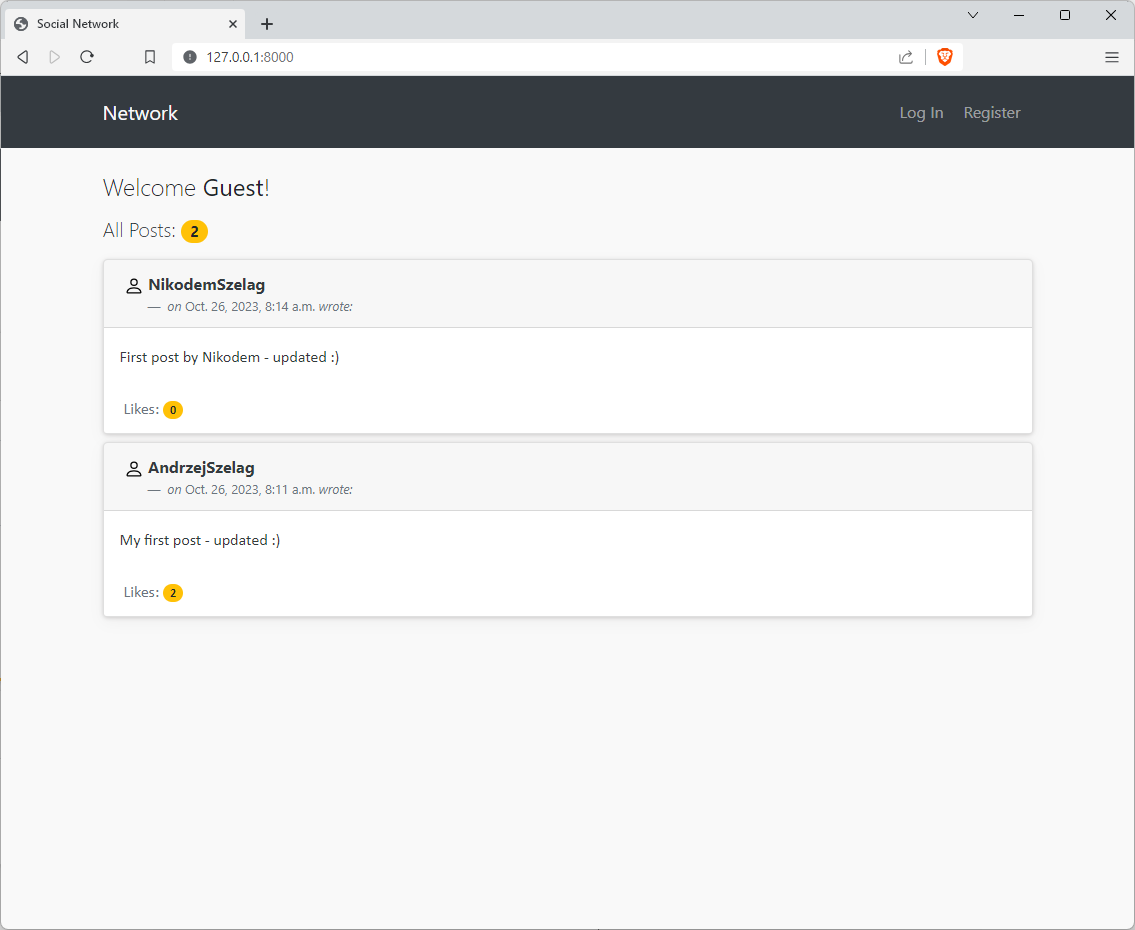 Social Network
127.0.0.1:8000
Network
Log In Register
Welcome Guest!
All Posts: 2
NikodemSzelag
— on Oct. 26, 2023, 8:14 a.m. wrote:
First post by Nikodem - updated :)
Likes: 0
AndrzejSzelag
— on Oct. 26, 2023, 8:11 a.m. wrote:
My first post - updated :)
Likes: 2